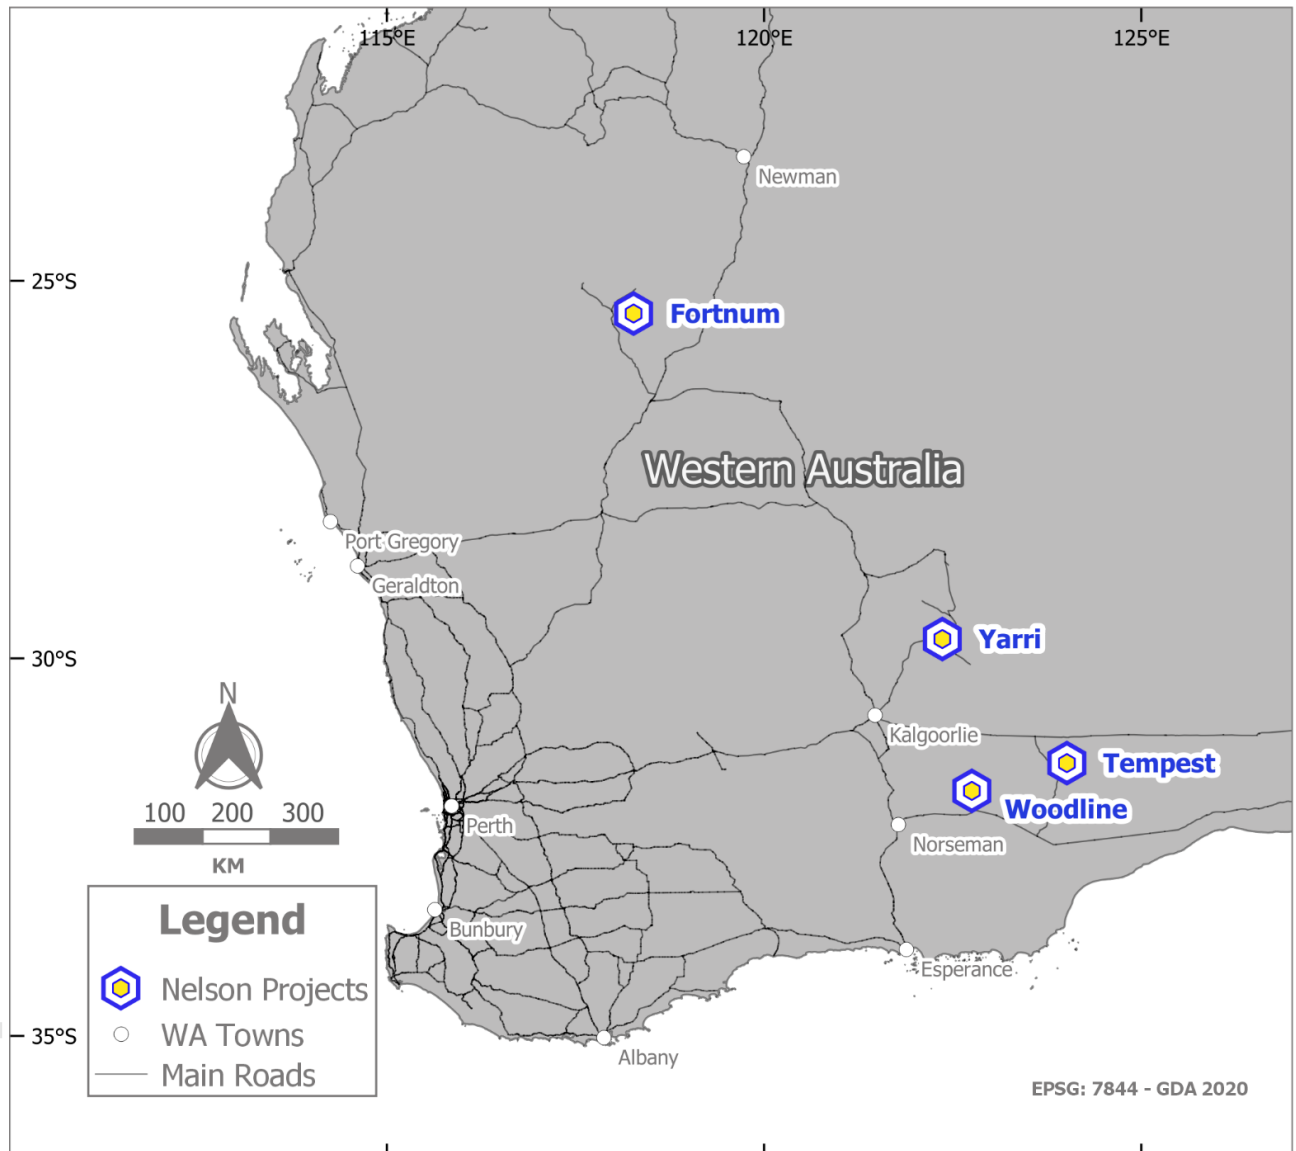 115°E 120°E 125°E
Newman
25°S
Fortnum
Western Australia
Port Gregory
Geraldton
Yarri
30°S
N
Kalgoorlie
Tempest
Woodline
100 200 300
KM
Perth
Norseman
Legend
Nelson Projects
WA Towns
Main Roads
Bunbury
Esperance
35°S
Albany
EPSG: 7844 - GDA 2020